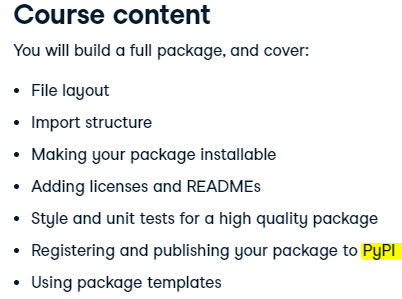 Course content
You will build a full package, and cover:
• File layout
• Import structure
• Making your package installable
• Adding licenses and READMEs
• Style and unit tests for a high quality package
• Registering and publishing your package to PyPI
• Using package templates